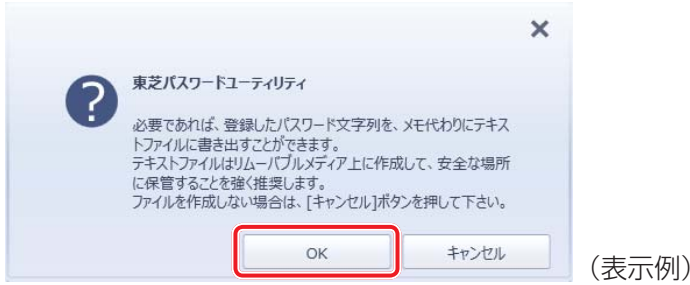 東芝パスワードユーティリティ
必要であれば、登録したパスワード文字列を、メモ代わりにテキス
トファイルに書き出すことができます。
テキストファイルはリムーバブルメディア上に作成して、安全な場所
に保管することを強く推奨します。
ファイルを作成しない場合は、[キャンセル]ボタンを押して下さい。
OK キャンセル
（表示例）